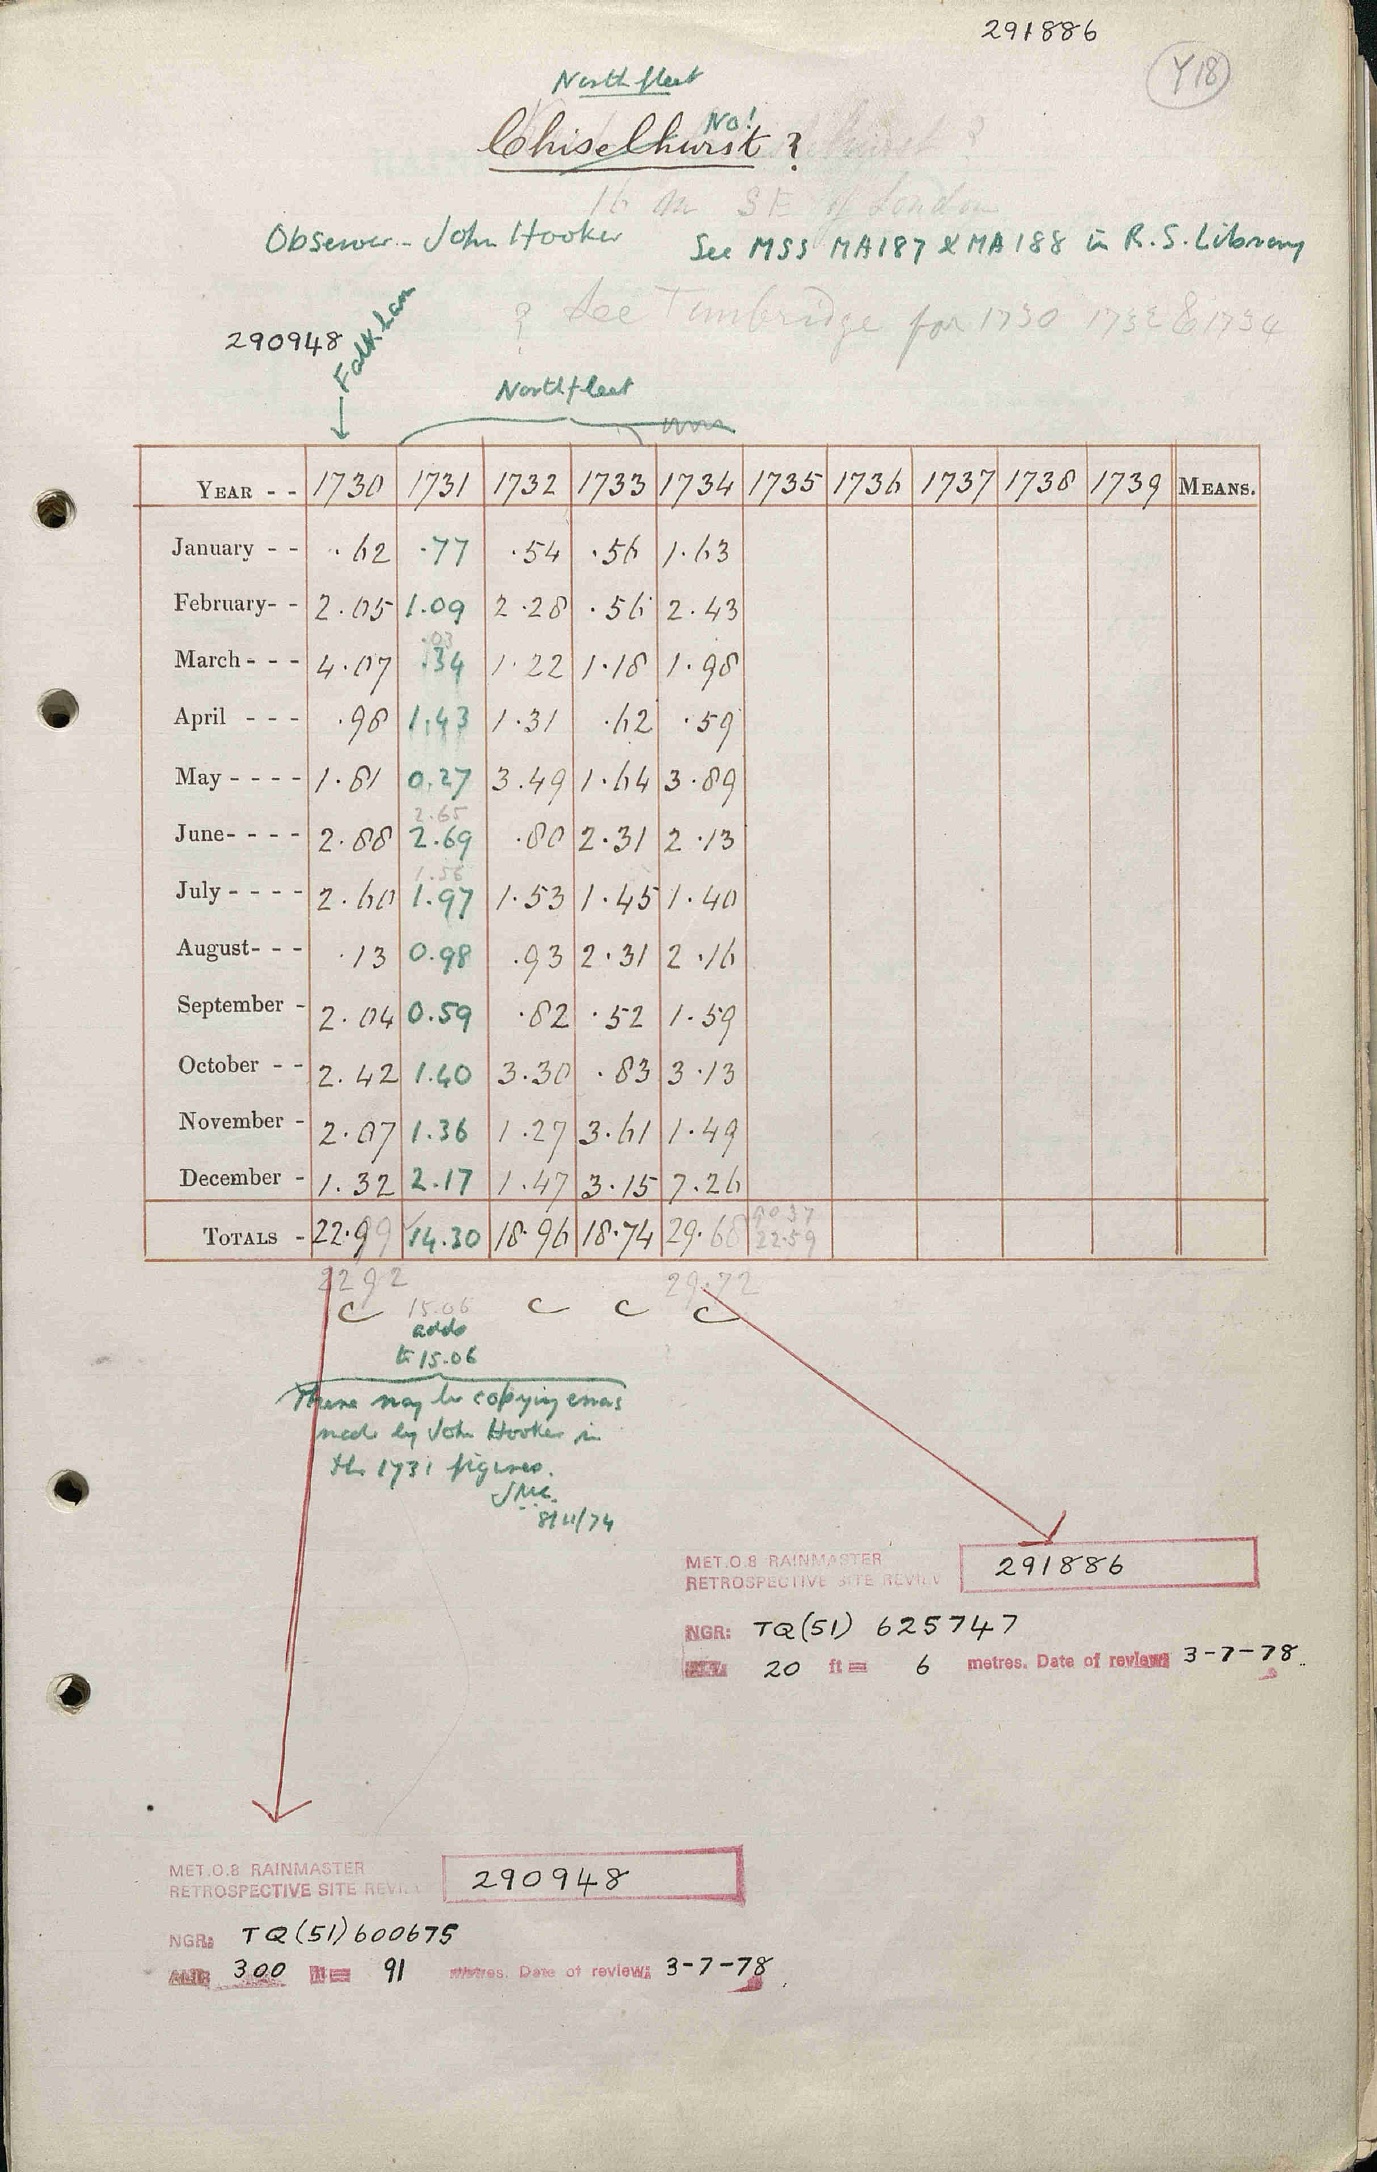 291886
Y18
Northfleet
No!
Chiselhurst ?
16 m SE of London
Observer - John Hooker See MSS MA187 & MA188 in R.S. Library
? See Tunbridge for 1730 1732 & 1734
290948
Northfleet
YEAR - - 1730 1731 1732 1733 1734 1735 1736 1737 1738 1739 MEANS.
January - - .62 .77 .54 .56 1.63
February- - 2.05 1.09 2.28 .56 2.43
.03
March - - - 4.07 .34 1.22 1.18 1.98
April - - - .98 1.43 1.31 .62 .59
May - - - - 1.81 0.27 3.49 1.64 3.89
2.65
June- - - - 2.88 2.69 .80 2.31 2.13
1.56
July - - - - 2.60 1.97 1.53 1.45 1.40
August- - - .13 0.98 .93 2.31 2.16
September - 2.04 0.59 .82 .52 1.59
October - - 2.42 1.40 3.30 .83 3.13
November - 2.07 1.36 1.27 3.61 1.49
December - 1.32 2.17 1.47 3.15 7.26
TOTALS - 22.99 14.30 18.96 18.74 29.68 22.59
22 92 29.72
c 15.06 c c c
adds
to 15.06
There may be copying errors
made by John Hooker in
the 1731 figures.
8/11/74
MET.O.8 RAINMASTER
RETROSPECTIVE SITE REVIEW 291886
NGR: TQ(51) 625747
20 ft = 6 metres. Date of review: 3-7-78
MET.O.8 RAINMASTER
RETROSPECTIVE SITE REVIEW 290948
NGR: TQ(51) 600675
300 ft = 91 metres. Date of review: 3-7-78